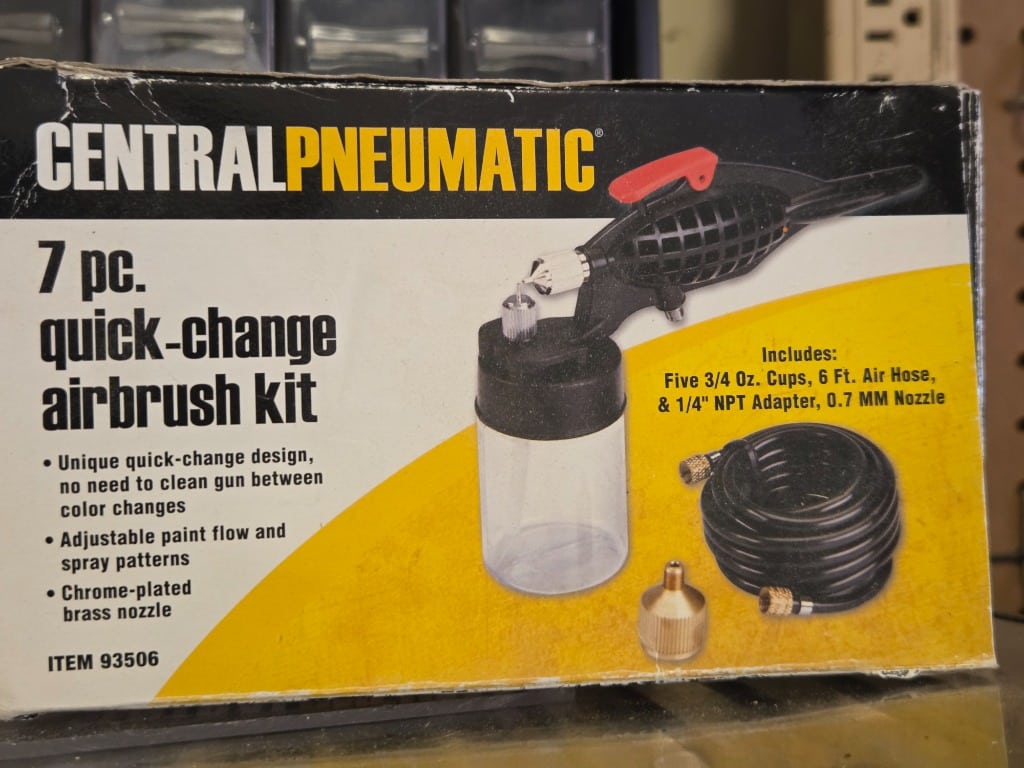 CENTRALPNEUMATIC®
7 pc.
quick-change
airbrush kit
• Unique quick-change design,
no need to clean gun between
color changes
• Adjustable paint flow and
spray patterns
• Chrome-plated
brass nozzle
ITEM 93506
Includes:
Five 3/4 Oz. Cups, 6 Ft. Air Hose,
& 1/4" NPT Adapter, 0.7 MM Nozzle